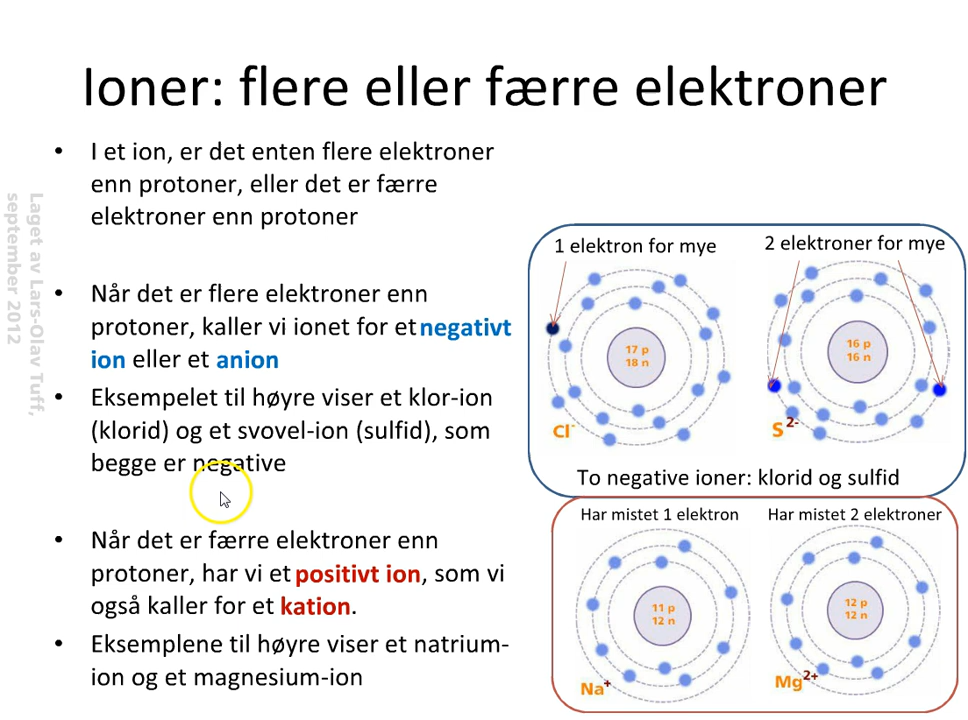 Ioner: flere eller færre elektroner
• I et ion, er det enten flere elektroner
enn protoner, eller det er færre
elektroner enn protoner
• Når det er flere elektroner enn
protoner, kaller vi ionet for et negativt
ion eller et anion
• Eksempelet til høyre viser et klor-ion
(klorid) og et svovel-ion (sulfid), som
begge er negative
• Når det er færre elektroner enn
protoner, har vi et positivt ion, som vi
også kaller for et kation.
• Eksemplene til høyre viser et natrium-
ion og et magnesium-ion
1 elektron for mye
2 elektroner for mye
17 p
18 n
Cl-
16 p
16 n
S2-
To negative ioner: klorid og sulfid
Har mistet 1 elektron
Har mistet 2 elektroner
11 p
12 n
Na+
12 p
12 n
Mg2+
Laget av Lars-Olav Tuff,
september 2012